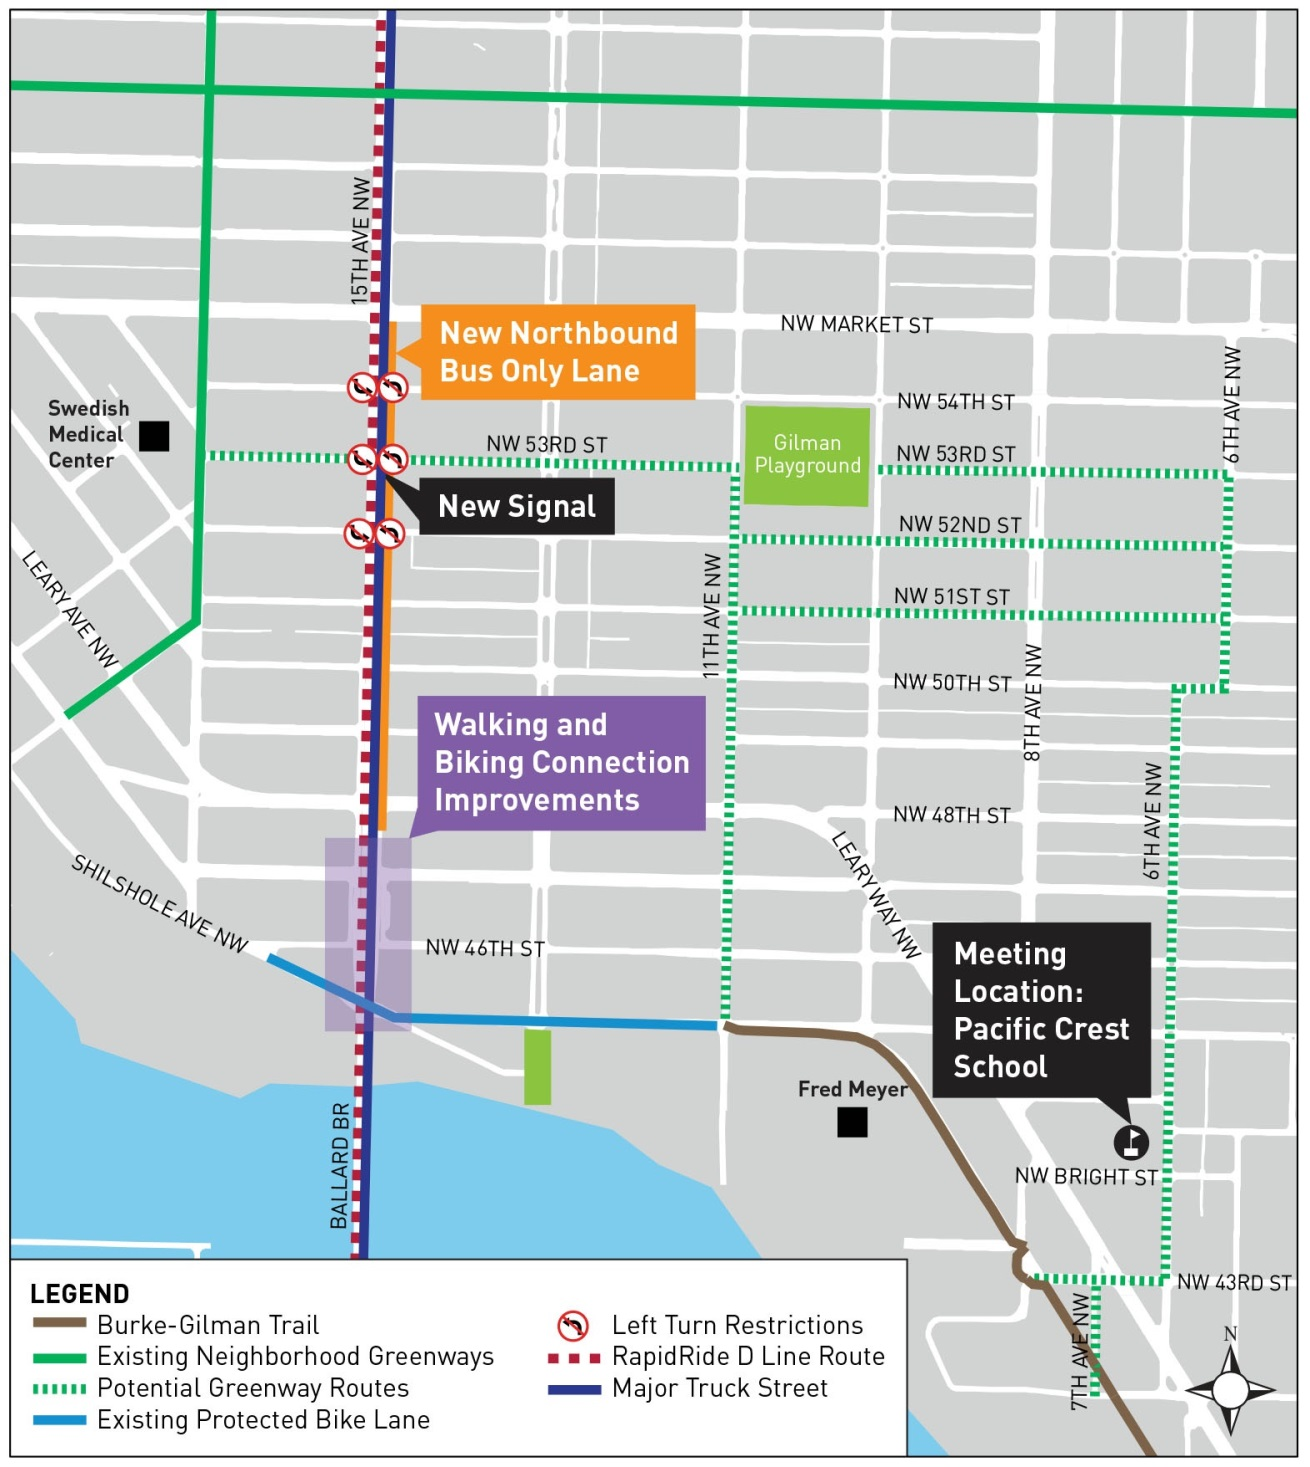 15TH AVE NW
New Northbound
Bus Only Lane
NW MARKET ST
6TH AVE NW
Swedish
Medical
Center
NW 54TH ST
NW 53RD ST
Gilman
Playground
NW 53RD ST
New Signal
NW 52ND ST
LEARY AVE NW
11TH AVE NW
NW 51ST ST
NW 50TH ST
8TH AVE NW
Walking and
Biking Connection
Improvements
6TH AVE NW
NW 48TH ST
LEARY WAY NW
SHILSHOLE AVE NW
NW 46TH ST
Meeting
Location:
Pacific Crest
School
Fred Meyer
BALLARD BR
NW BRIGHT ST
NW 43RD ST
7TH AVE NW
N
LEGEND
Burke-Gilman Trail
Existing Neighborhood Greenways
Potential Greenway Routes
Existing Protected Bike Lane
Left Turn Restrictions
RapidRide D Line Route
Major Truck Street